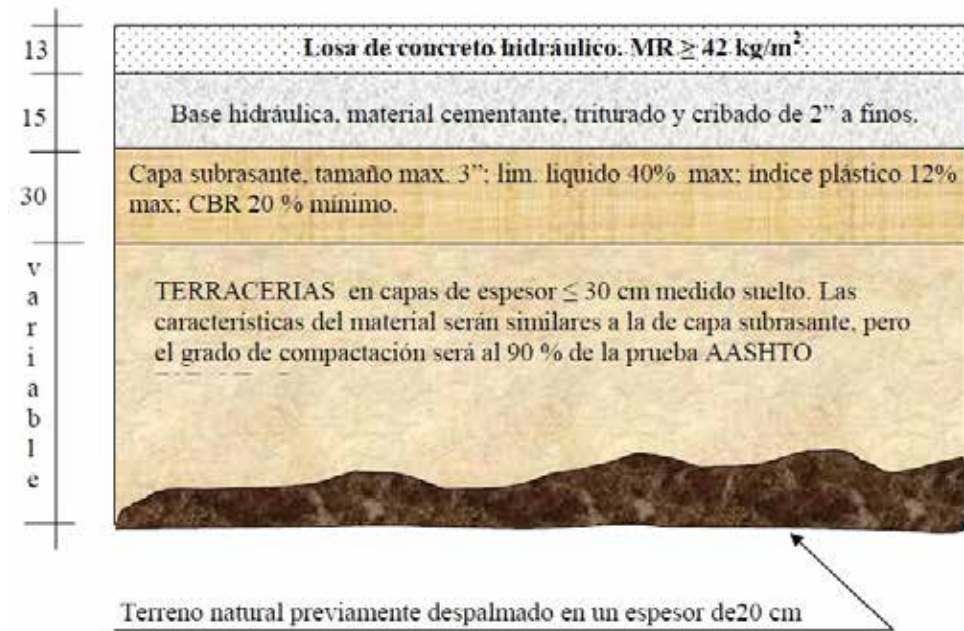 13
Losa de concreto hidráulico. MR ≥ 42 kg/m²
15
Base hidráulica, material cementante, triturado y cribado de 2” a finos.
30
Capa subrasante, tamaño max. 3”; lim. liquido 40% max; índice plástico 12%
max; CBR 20 % mínimo.
variable
TERRACERIAS en capas de espesor ≤ 30 cm medido suelto. Las
características del material serán similares a la de capa subrasante, pero
el grado de compactación será al 90 % de la prueba AASHTO
Terreno natural previamente despalmado en un espesor de20 cm